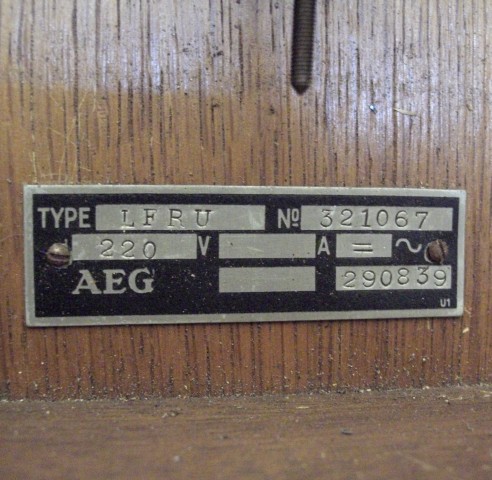 TYPE LFRU Nº 321067
220 V A = ~
AEG 290839
U1